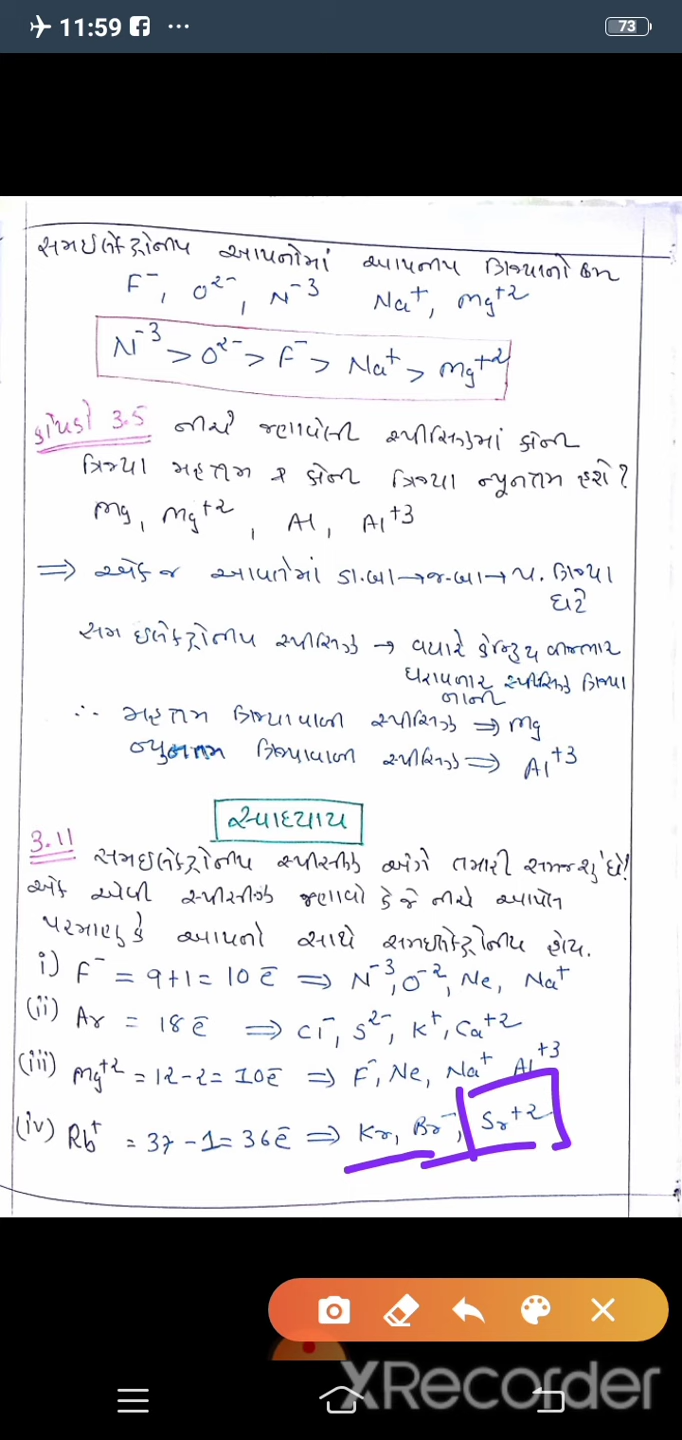 11:59
73
સમઇલેક્ટ્રોનીય આયનોમાં આયનીય ત્રિજ્યાનો ક્રમ
F⁻, O²⁻, N⁻³ Na⁺, Mg⁺²
N⁻³ > O²⁻ > F⁻ > Na⁺ > Mg⁺²
કોયડો 3.5 નીચે જણાવેલી સ્પીસિઝમાં કોની
ત્રિજ્યા મહત્તમ ને કોની ત્રિજ્યા ન્યૂનતમ હશે?
Mg, Mg⁺², Al, Al⁺³
⇒ એક જ આવર્તમાં ડા.બા → જ.બા → પ. ત્રિજ્યા
ઘટે
સમ ઇલેક્ટ્રોનીય સ્પીસિઝ → વધારે કેન્દ્રીય વીજભાર
ધરાવનાર સ્પીસિઝ ત્રિજ્યા
નાની
∴ મહત્તમ ત્રિજ્યાવાળી સ્પીસિઝ ⇒ Mg
ન્યુનતમ ત્રિજ્યાવાળી સ્પીસિઝ ⇒ Al⁺³
સ્વાધ્યાય
3.11 સમઇલેક્ટ્રોનીય સ્પીસીઝ અંગે તમારી સમજ શું છે!
એક એવી સ્પીસીઝ જણાવો કે જે નીચે આપેલ
પરમાણુ કે આયનો સાથે સમઇલેક્ટ્રોનીય હોય.
i) F⁻ = 9+1 = 10 ē ⇒ N⁻³, O⁻², Ne, Na⁺
(ii) Ar = 18 ē ⇒ Cl⁻, S²⁻, K⁺, Ca⁺²
(iii) Mg⁺² = 12-2 = 10ē ⇒ F⁻, Ne, Na⁺ Al⁺³
(iv) Rb⁺ = 37-1 = 36ē ⇒ Kr, Br⁻, Sr⁺²
XRecorder